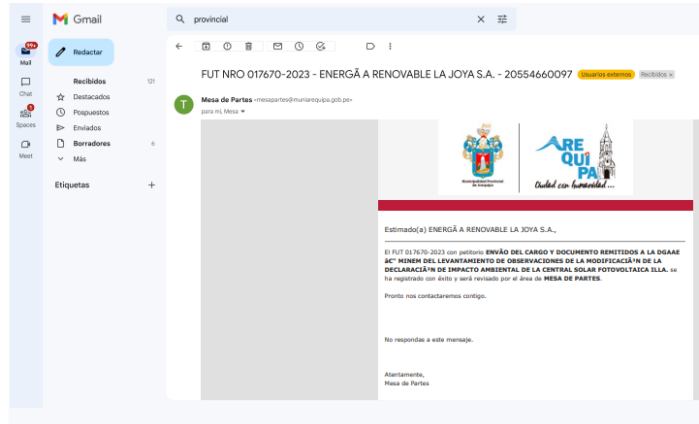 Gmail
provincial
99+
Mail
Redactar
Chat
Spaces
Meet
Recibidos 121
Destacados
Pospuestos
Enviados
Borradores 6
Más
Etiquetas
FUT NRO 017670-2023 - ENERGÃ A RENOVABLE LA JOYA S.A. - 20554660097 Usuarios externos Recibidos ×
T
Mesa de Partes <mesapartes@muniarequipa.gob.pe>
para mí, Mesa
Municipalidad Provincial
de Arequipa
AREQUIPA
Ciudad con humanidad...
Estimado(a) ENERGÃ A RENOVABLE LA JOYA S.A.,
El FUT 017670-2023 con petitorio ENVÃO DEL CARGO Y DOCUMENTO REMITIDOS A LA DGAAE
â€" MINEM DEL LEVANTAMIENTO DE OBSERVACIONES DE LA MODIFICACIÃ³N DE LA
DECLARACIÃ³N DE IMPACTO AMBIENTAL DE LA CENTRAL SOLAR FOTOVOLTAICA ILLA. se
ha registrado con éxito y será revisado por el área de MESA DE PARTES.
Pronto nos contactaremos contigo.
No respondas a este mensaje.
Atentamente,
Mesa de Partes